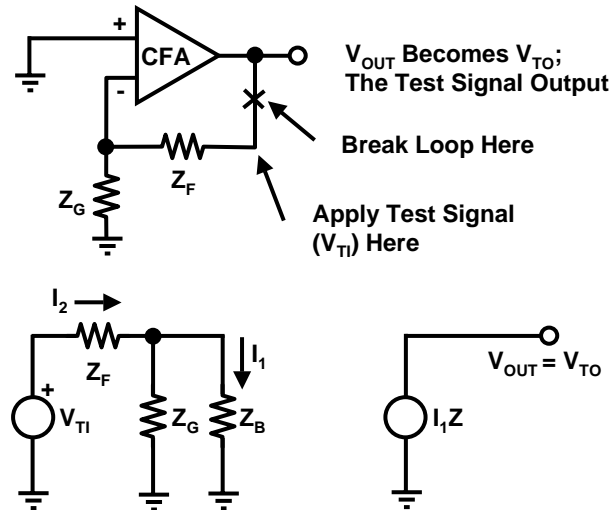 +
CFA
-
V_OUT Becomes V_TO;
The Test Signal Output
Break Loop Here
Z_F
Z_G
Apply Test Signal
(V_TI) Here
I_2
I_1
Z_F
+
V_TI
Z_G
Z_B
I_1Z
V_OUT = V_TO